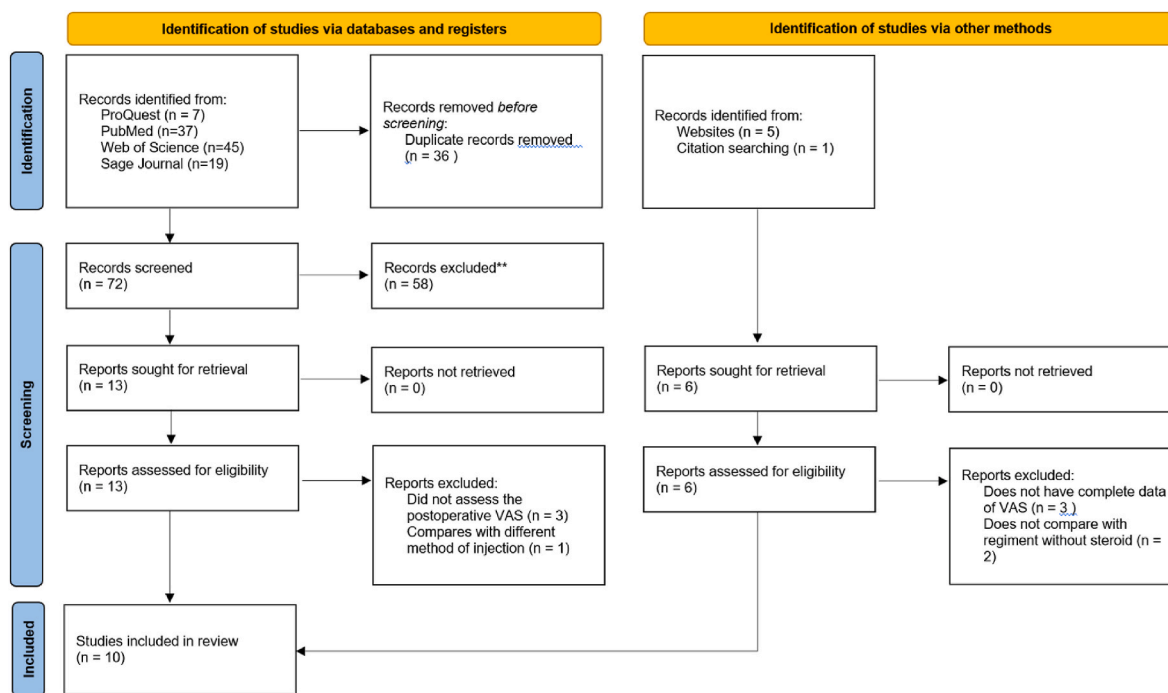 Identification of studies via databases and registers
Identification of studies via other methods
Identification
Records identified from:
ProQuest (n = 7)
PubMed (n=37)
Web of Science (n=45)
Sage Journal (n=19)
Records removed before
screening:
Duplicate records removed
(n = 36 )
Records identified from:
Websites (n = 5)
Citation searching (n = 1)
Screening
Records screened
(n = 72)
Records excluded**
(n = 58)
Reports sought for retrieval
(n = 13)
Reports not retrieved
(n = 0)
Reports sought for retrieval
(n = 6)
Reports not retrieved
(n = 0)
Reports assessed for eligibility
(n = 13)
Reports excluded:
Did not assess the
postoperative VAS (n = 3)
Compares with different
method of injection (n = 1)
Reports assessed for eligibility
(n = 6)
Reports excluded:
Does not have complete data
of VAS (n = 3 )
Does not compare with
regiment without steroid (n =
2)
Included
Studies included in review
(n = 10)